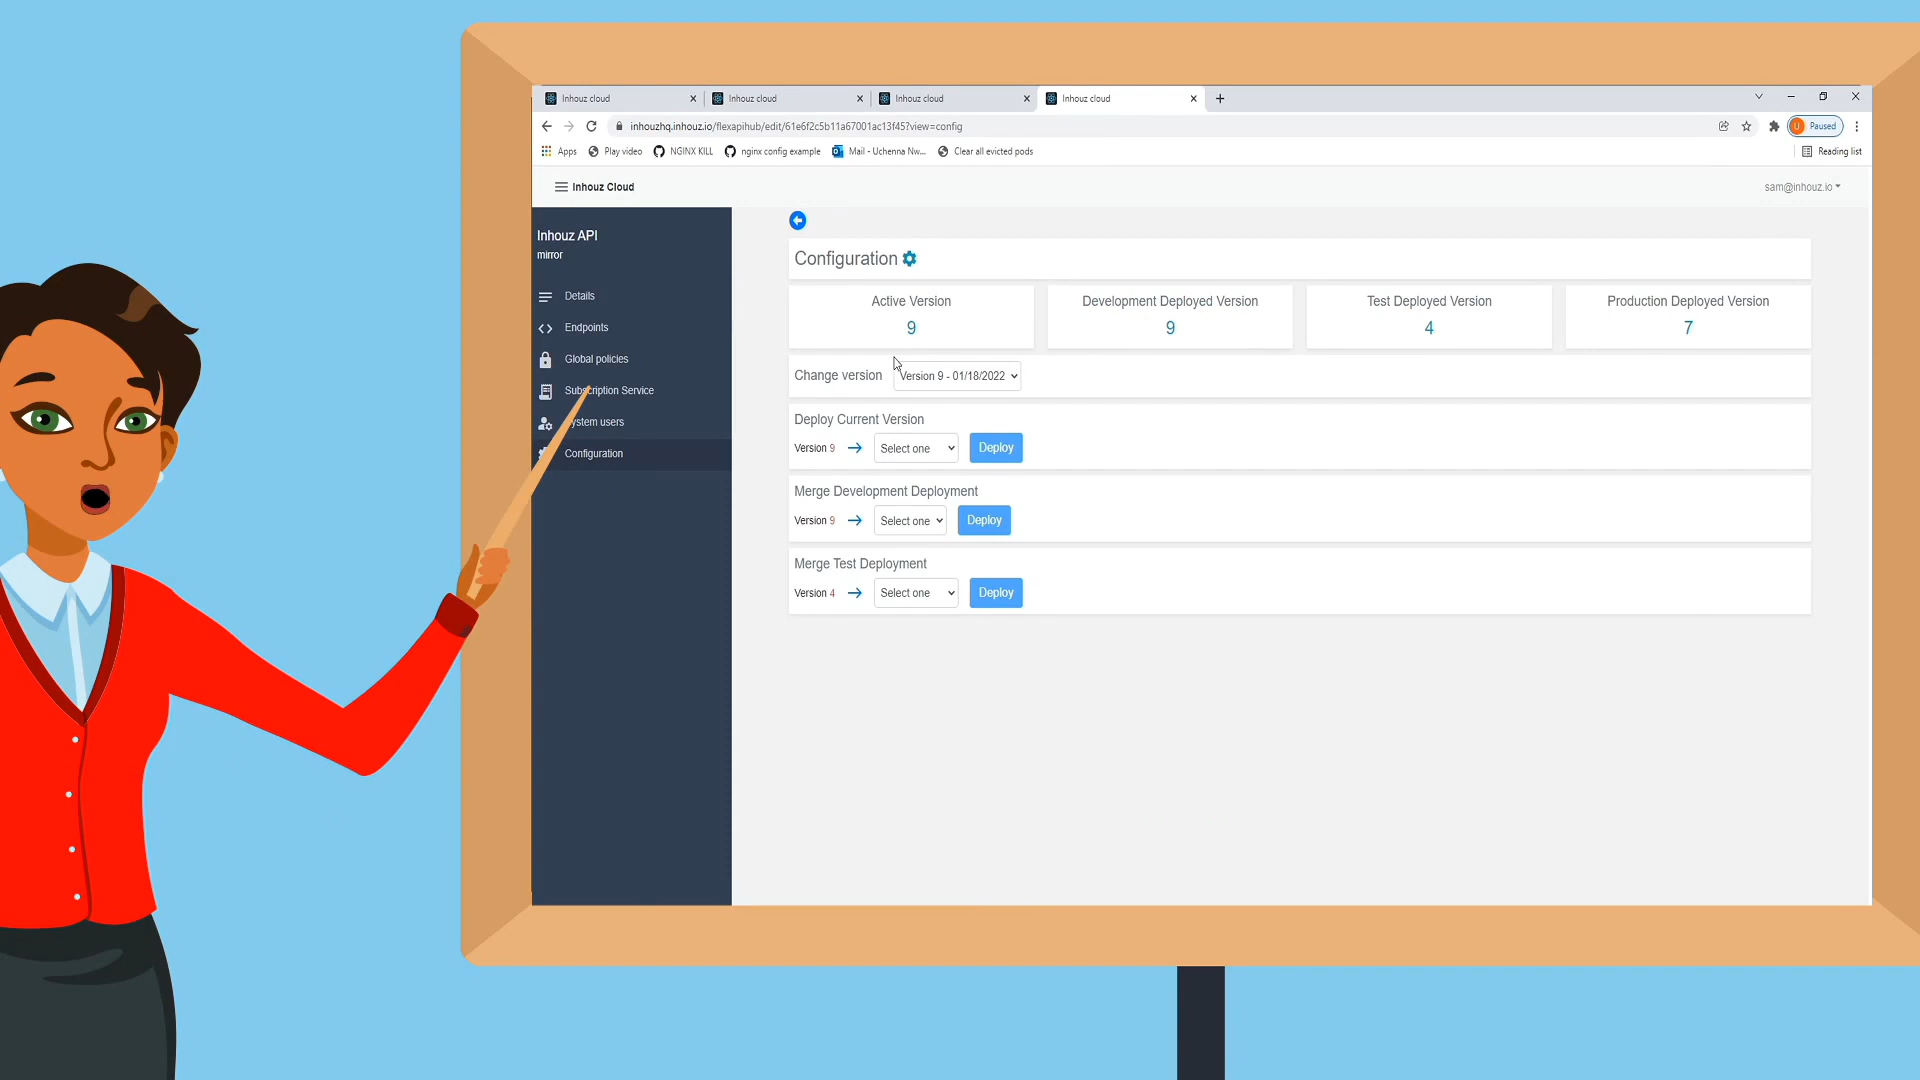 Inhouz cloud
Inhouz cloud
Inhouz cloud
Inhouz cloud
inhouzhq.inhouz.io/flexapihub/edit/61e6f2c5b11a67001ac13f45?view=config
U Paused
Apps
Play video
NGINX KILL
nginx config example
Mail - Uchenna Nw...
Clear all evicted pods
Reading list
Inhouz Cloud
sam@inhouz.io
Inhouz API
mirror
Details
Endpoints
Global policies
Subscription Service
ystem users
Configuration
Configuration
Active Version
9
Development Deployed Version
9
Test Deployed Version
4
Production Deployed Version
7
Change version
Version 9 - 01/18/2022
Deploy Current Version
Version 9
Select one
Deploy
Merge Development Deployment
Version 9
Select one
Deploy
Merge Test Deployment
Version 4
Select one
Deploy